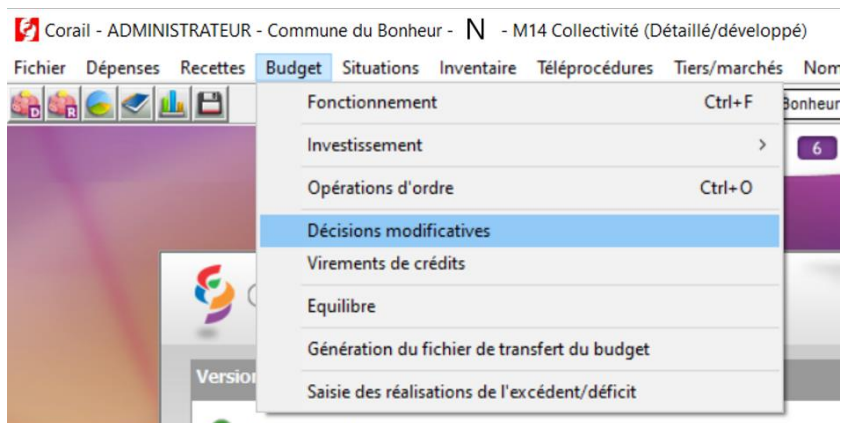 Corail - ADMINISTRATEUR - Commune du Bonheur - N - M14 Collectivité (Détaillé/développé)
Fichier Dépenses Recettes Budget Situations Inventaire Téléprocédures Tiers/marchés Nom
D R Bonheur
Fonctionnement Ctrl+F
Investissement >
6
Opérations d'ordre Ctrl+O
Décisions modificatives
Virements de crédits
Equilibre
Génération du fichier de transfert du budget
Version
Saisie des réalisations de l'excédent/déficit